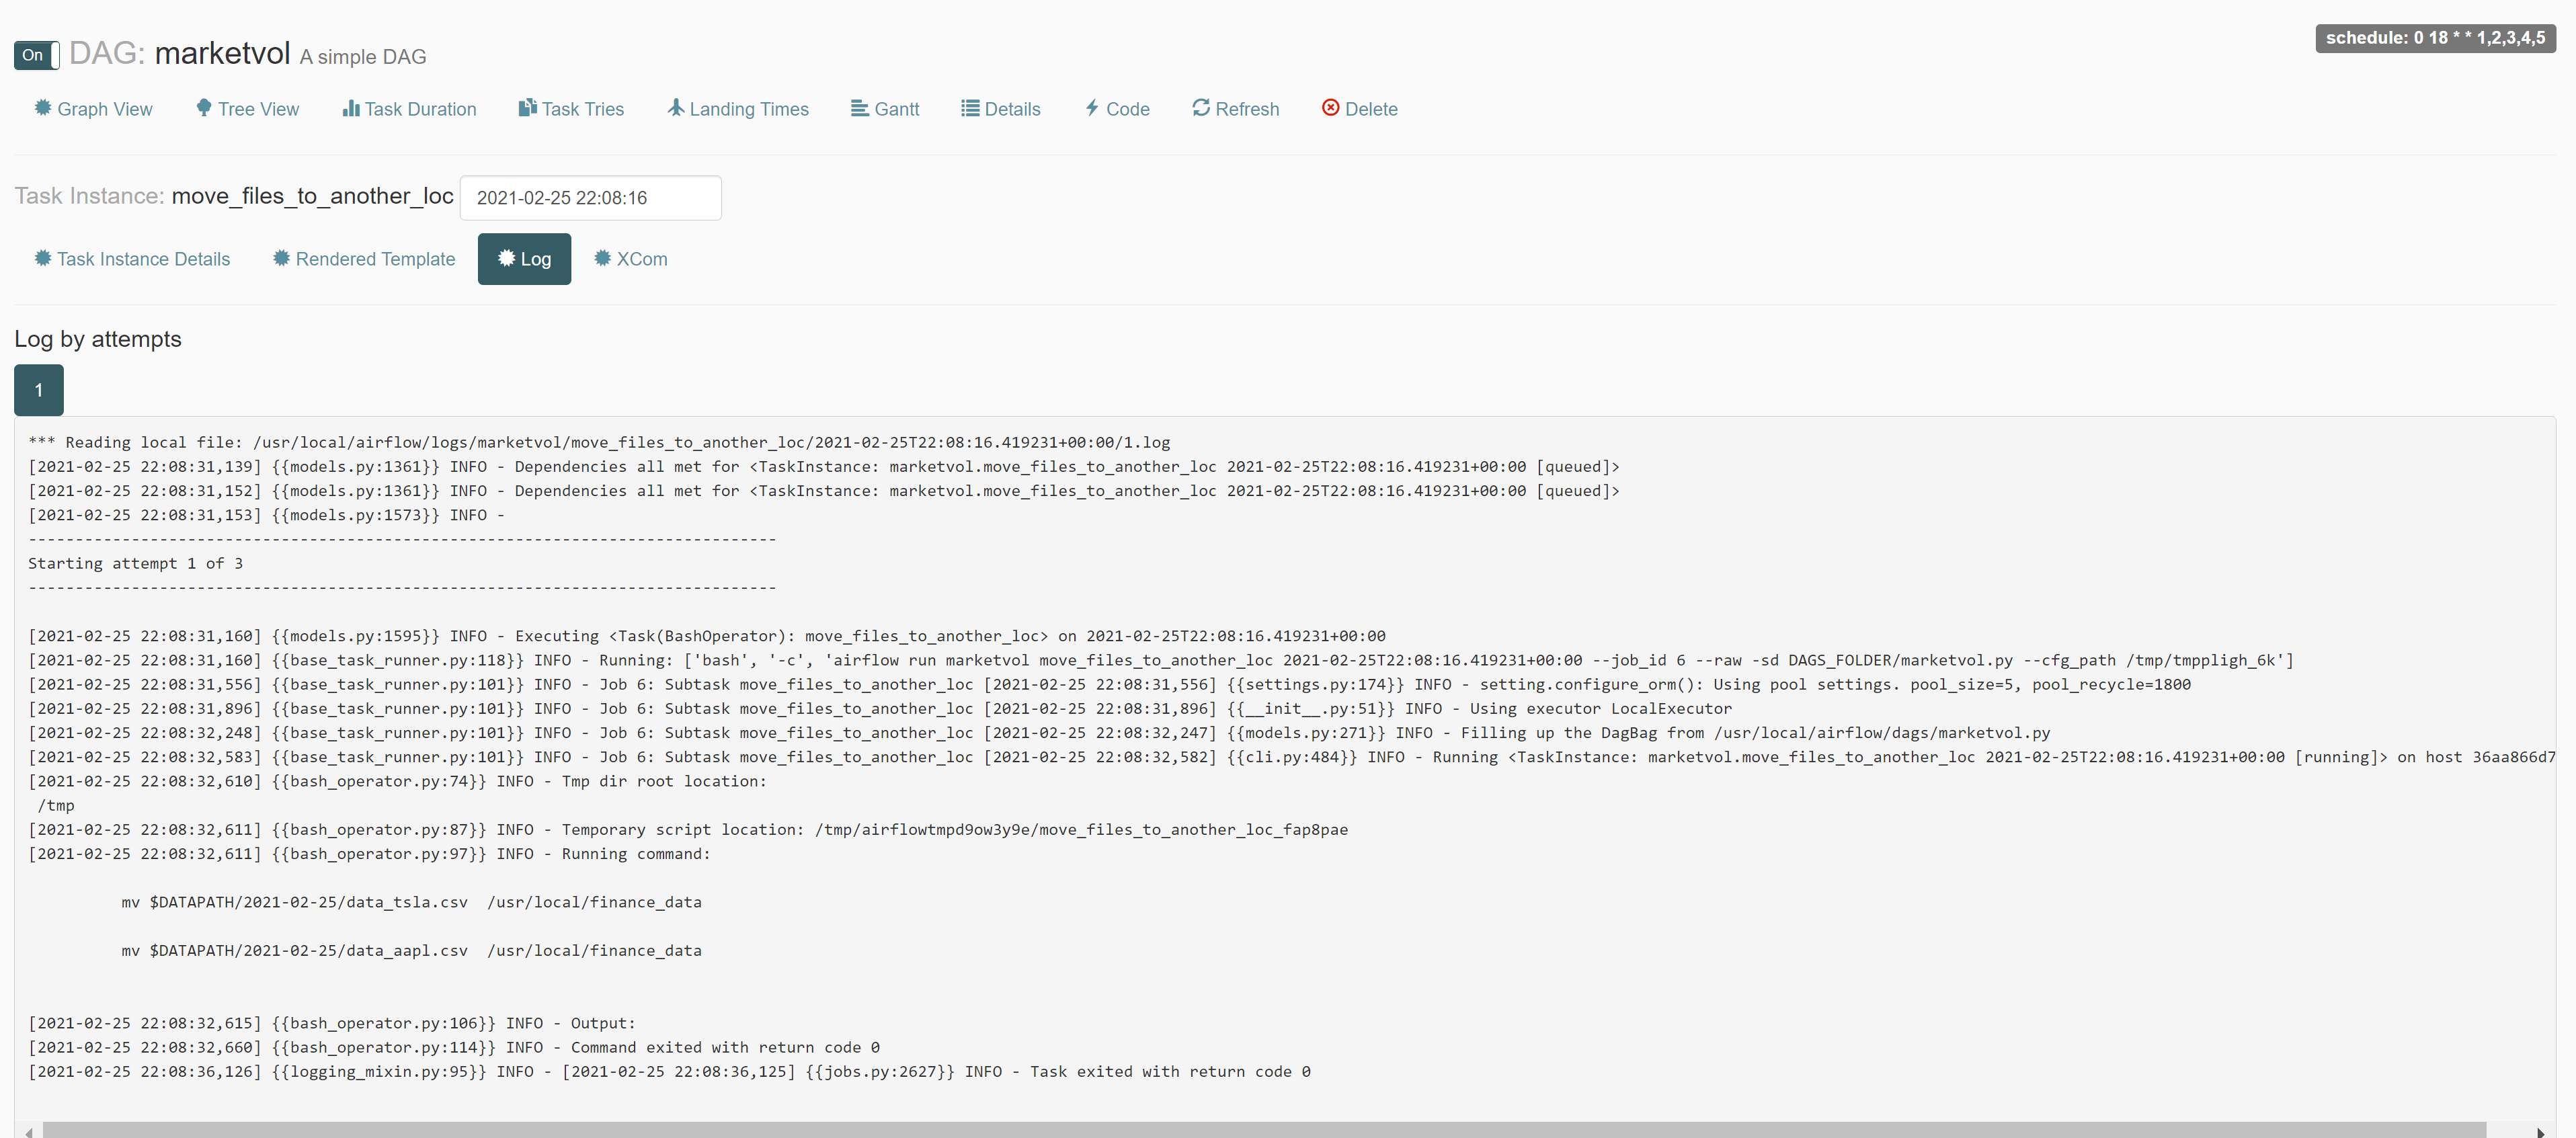 On DAG: marketvol A simple DAG
schedule: 0 18 * * 1,2,3,4,5
Graph View Tree View Task Duration Task Tries Landing Times Gantt Details Code Refresh Delete
Task Instance: move_files_to_another_loc 2021-02-25 22:08:16
Task Instance Details Rendered Template Log XCom
Log by attempts
1
*** Reading local file: /usr/local/airflow/logs/marketvol/move_files_to_another_loc/2021-02-25T22:08:16.419231+00:00/1.log
[2021-02-25 22:08:31,139] {{models.py:1361}} INFO - Dependencies all met for <TaskInstance: marketvol.move_files_to_another_loc 2021-02-25T22:08:16.419231+00:00 [queued]>
[2021-02-25 22:08:31,152] {{models.py:1361}} INFO - Dependencies all met for <TaskInstance: marketvol.move_files_to_another_loc 2021-02-25T22:08:16.419231+00:00 [queued]>
[2021-02-25 22:08:31,153] {{models.py:1573}} INFO -
--------------------------------------------------------------------------------
Starting attempt 1 of 3
--------------------------------------------------------------------------------
[2021-02-25 22:08:31,160] {{models.py:1595}} INFO - Executing <Task(BashOperator): move_files_to_another_loc> on 2021-02-25T22:08:16.419231+00:00
[2021-02-25 22:08:31,160] {{base_task_runner.py:118}} INFO - Running: ['bash', '-c', 'airflow run marketvol move_files_to_another_loc 2021-02-25T22:08:16.419231+00:00 --job_id 6 --raw -sd DAGS_FOLDER/marketvol.py --cfg_path /tmp/tmppligh_6k']
[2021-02-25 22:08:31,556] {{base_task_runner.py:101}} INFO - Job 6: Subtask move_files_to_another_loc [2021-02-25 22:08:31,556] {{settings.py:174}} INFO - setting.configure_orm(): Using pool settings. pool_size=5, pool_recycle=1800
[2021-02-25 22:08:31,896] {{base_task_runner.py:101}} INFO - Job 6: Subtask move_files_to_another_loc [2021-02-25 22:08:31,896] {{__init__.py:51}} INFO - Using executor LocalExecutor
[2021-02-25 22:08:32,248] {{base_task_runner.py:101}} INFO - Job 6: Subtask move_files_to_another_loc [2021-02-25 22:08:32,247] {{models.py:271}} INFO - Filling up the DagBag from /usr/local/airflow/dags/marketvol.py
[2021-02-25 22:08:32,583] {{base_task_runner.py:101}} INFO - Job 6: Subtask move_files_to_another_loc [2021-02-25 22:08:32,582] {{cli.py:484}} INFO - Running <TaskInstance: marketvol.move_files_to_another_loc 2021-02-25T22:08:16.419231+00:00 [running]> on host 36aa866d7
[2021-02-25 22:08:32,610] {{bash_operator.py:74}} INFO - Tmp dir root location:
/tmp
[2021-02-25 22:08:32,611] {{bash_operator.py:87}} INFO - Temporary script location: /tmp/airflowtmpd9ow3y9e/move_files_to_another_loc_fap8pae
[2021-02-25 22:08:32,611] {{bash_operator.py:97}} INFO - Running command:
mv $DATAPATH/2021-02-25/data_tsla.csv  /usr/local/finance_data
mv $DATAPATH/2021-02-25/data_aapl.csv  /usr/local/finance_data
[2021-02-25 22:08:32,615] {{bash_operator.py:106}} INFO - Output:
[2021-02-25 22:08:32,660] {{bash_operator.py:114}} INFO - Command exited with return code 0
[2021-02-25 22:08:36,126] {{logging_mixin.py:95}} INFO - [2021-02-25 22:08:36,125] {{jobs.py:2627}} INFO - Task exited with return code 0